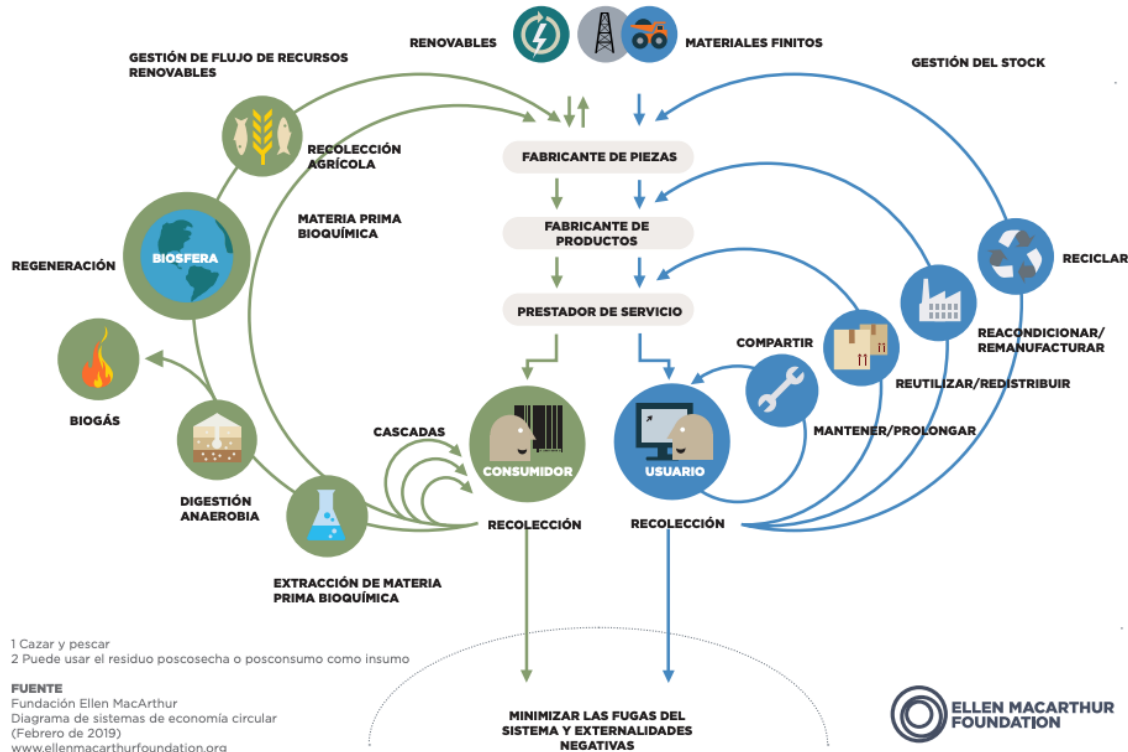 RENOVABLES
MATERIALES FINITOS
GESTIÓN DE FLUJO DE RECURSOS
RENOVABLES
GESTIÓN DEL STOCK
RECOLECCIÓN
AGRÍCOLA
FABRICANTE DE PIEZAS
MATERIA PRIMA
BIOQUÍMICA
FABRICANTE DE
PRODUCTOS
REGENERACIÓN
BIOSFERA
RECICLAR
PRESTADOR DE SERVICIO
COMPARTIR
REACONDICIONAR/
REMANUFACTURAR
REUTILIZAR/REDISTRIBUIR
BIOGÁS
CASCADAS
MANTENER/PROLONGAR
CONSUMIDOR
USUARIO
DIGESTIÓN
ANAEROBIA
RECOLECCIÓN
RECOLECCIÓN
EXTRACCIÓN DE MATERIA
PRIMA BIOQUÍMICA
1 Cazar y pescar
2 Puede usar el residuo poscosecha o posconsumo como insumo
FUENTE
Fundación Ellen MacArthur
Diagrama de sistemas de economía circular
(Febrero de 2019)
www.ellenmacarthurfoundation.org
MINIMIZAR LAS FUGAS DEL
SISTEMA Y EXTERNALIDADES
NEGATIVAS
ELLEN MACARTHUR
FOUNDATION